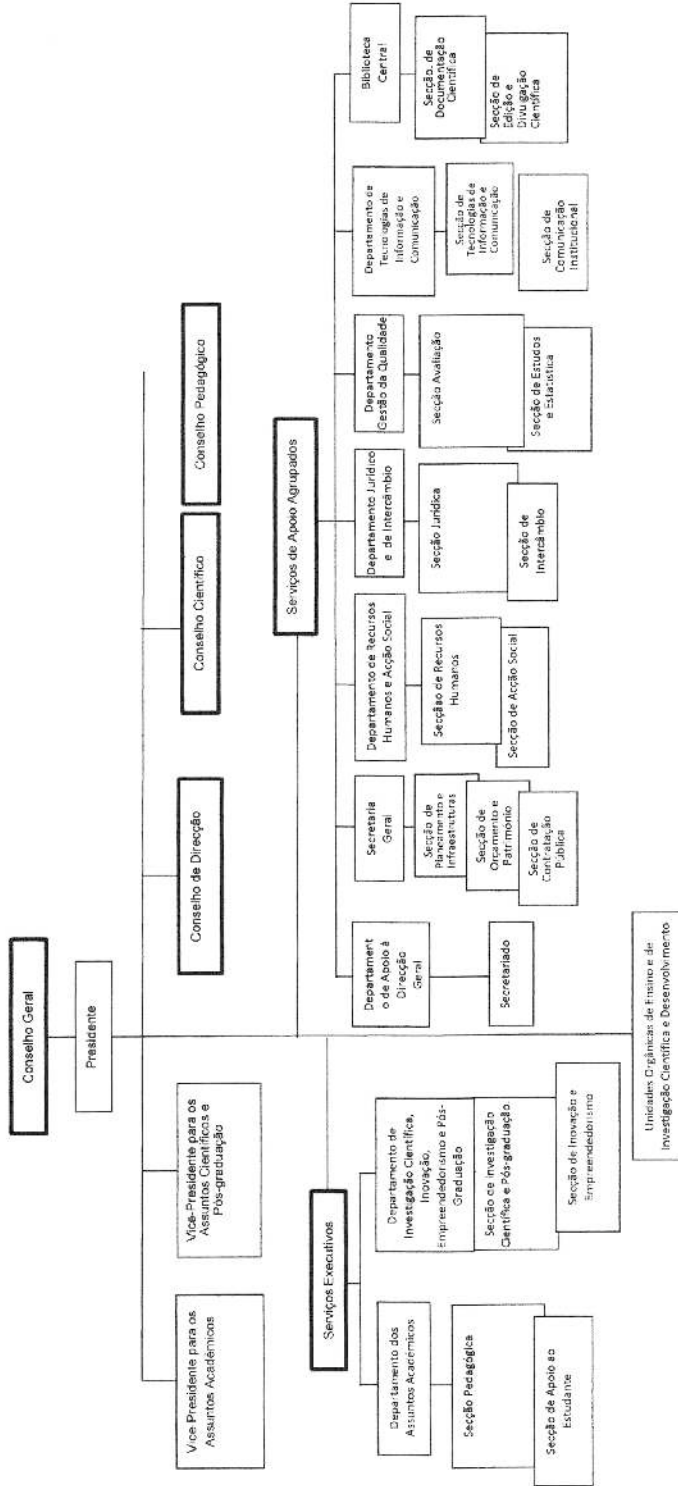 Conselho Geral
Presidente
Vice-Presidente para os
Assuntos Académicos
Vice-Presidente para os
Assuntos Científicos e
Pós-graduação
Conselho de Direcção
Conselho Científico
Conselho Pedagógico
Serviços Executivos
Serviços de Apoio Agrupados
Departamento dos
Assuntos Académicos
Secção Pedagógica
Secção de Apoio ao
Estudante
Departamento de
Investigação Científica,
Inovação,
Empreendedorismo e Pós-
Graduação
Secção de Investigação
Científica e Pós-graduação
Secção de Inovação e
Empreendedorismo
Departament
o de Apoio à
Direcção
Geral
Secretariado
Secretaria
Geral
Secção de
Planeamento e
Infraestruturas
Secção de
Orçamento e
Património
Secção de
Contratação
Pública
Departamento de Recursos
Humanos e Acção Social
Secçãao de Recursos
Humanos
Secção de Acção Social
Departamento Jurídico
e de Intercâmbio
Secção Jurídica
Secção de
Intercâmbio
Departamento
Gestão da Qualidade
Secção Avaliação
Secção de Estudos
e Estatística
Departamento de
Tecnologias de
Informação e
Comunicação
Secção de
Tecnologias de
Informação e
Comunicação
Secção de
Comunicação
Institucional
Biblioteca
Central
Secção. de
Documentação
Científica
Secção de
Edição e
Divulgação
Científica
Unidades Orgânicas de Ensino e de
Investigação Científica e Desenvolvimento